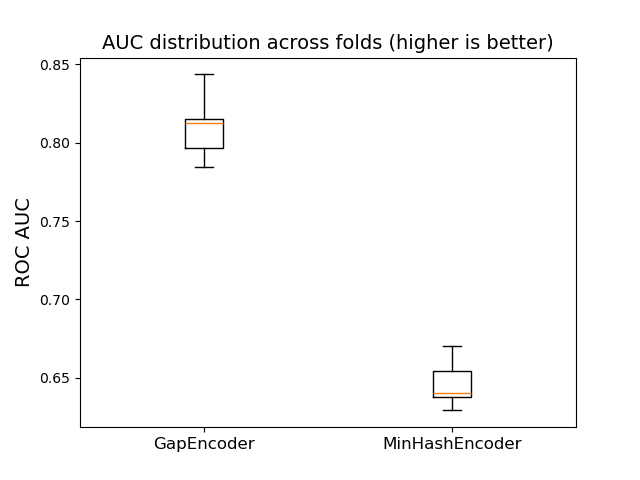 AUC distribution across folds (higher is better)
0.85
0.80
0.75
0.70
0.65
ROC AUC
GapEncoder
MinHashEncoder